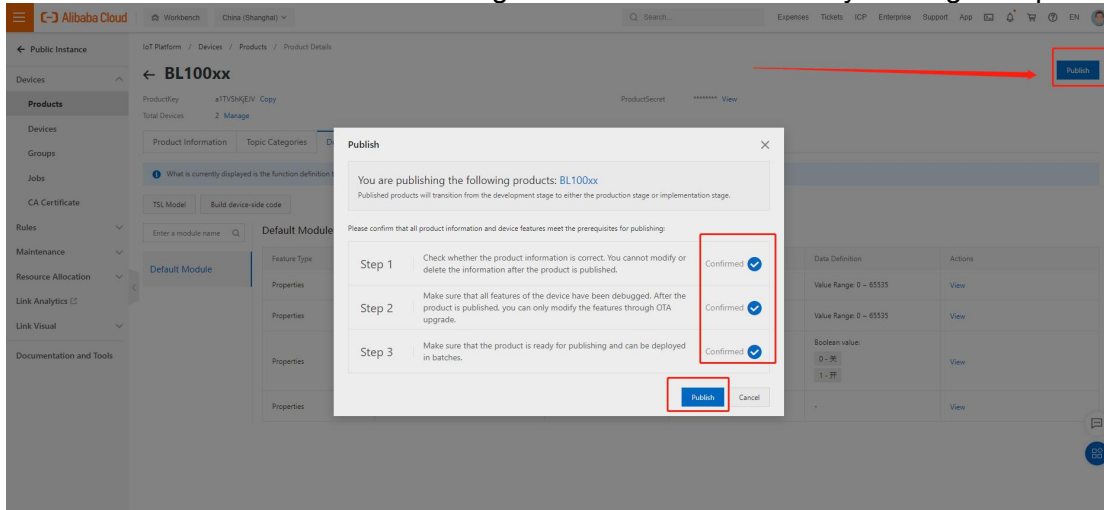 Alibaba Cloud
Workbench
China (Shanghai)
Search...
Expenses Tickets ICP Enterprise Support App
EN
Public Instance
IoT Platform / Devices / Products / Product Details
Devices
← BL100xx
Publish
Products
ProductKey
Copy
ProductSecret ******** View
Total Devices 2 Manage
Devices
Product Information
Topic Categories
Groups
Jobs
What is currently displayed is the function definition
CA Certificate
TSL Model
Build device-side code
Rules
Enter a module name
Default Module
Maintenance
Feature Type
Data Definition
Actions
Default Module
Resource Allocation
Properties
Value Range: 0 ~ 65535
View
Link Analytics
Properties
Value Range: 0 ~ 65535
View
Link Visual
Boolean value:
Documentation and Tools
Properties
0 - 关
View
1 - 开
Properties
-
View
Publish
You are publishing the following products: BL100xx
Published products will transition from the development stage to either the production stage or implementation stage.
Please confirm that all product information and device features meet the prerequisites for publishing:
Step 1
Check whether the product information is correct. You cannot modify or
delete the information after the product is published.
Confirmed
Step 2
Make sure that all features of the device have been debugged. After the
product is published, you can only modify the features through OTA
upgrade.
Confirmed
Step 3
Make sure that the product is ready for publishing and can be deployed
in batches.
Confirmed
Publish
Cancel